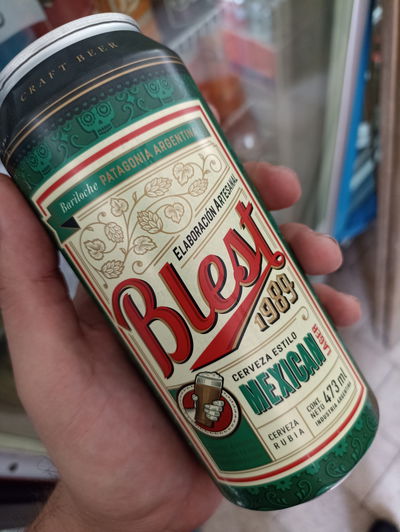 CRAFT BEER
Bariloche PATAGONIA ARGENTINA
ELABORACIÓN ARTESANAL
Blest
1989
CERVEZA ESTILO
MEXICAN
LAGER
CERVEZA
RUBIA
CONT.
NETO 473 ml
INDUSTRIA ARGENTINA